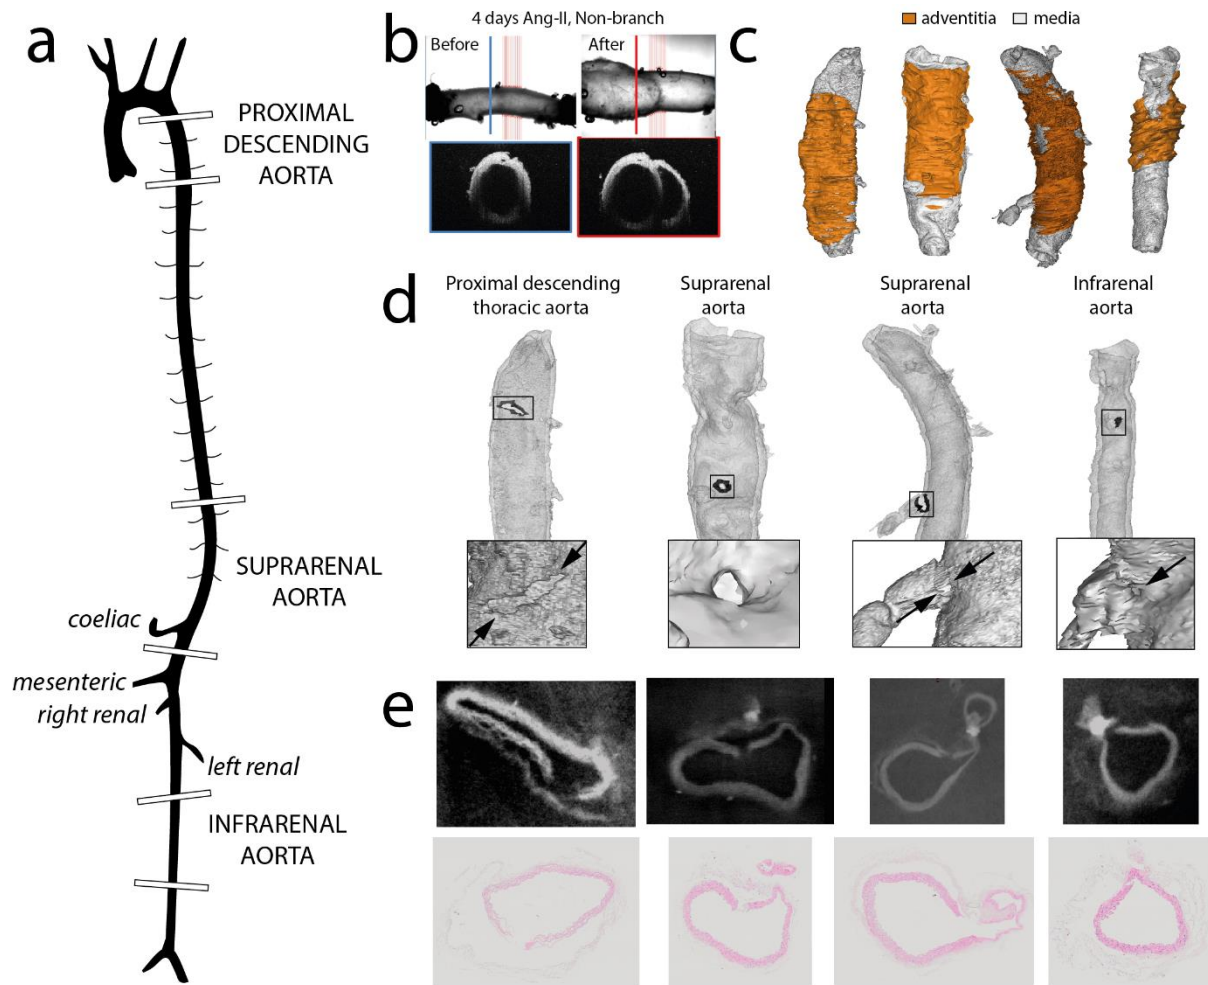 a
PROXIMAL
DESCENDING
AORTA
SUPRARENAL
AORTA
coeliac
mesenteric
right renal
left renal
INFRARENAL
AORTA
b
4 days Ang-II, Non-branch
Before
After
c
adventitia
media
d
Proximal descending
thoracic aorta
Suprarenal
aorta
Suprarenal
aorta
Infrarenal
aorta
e